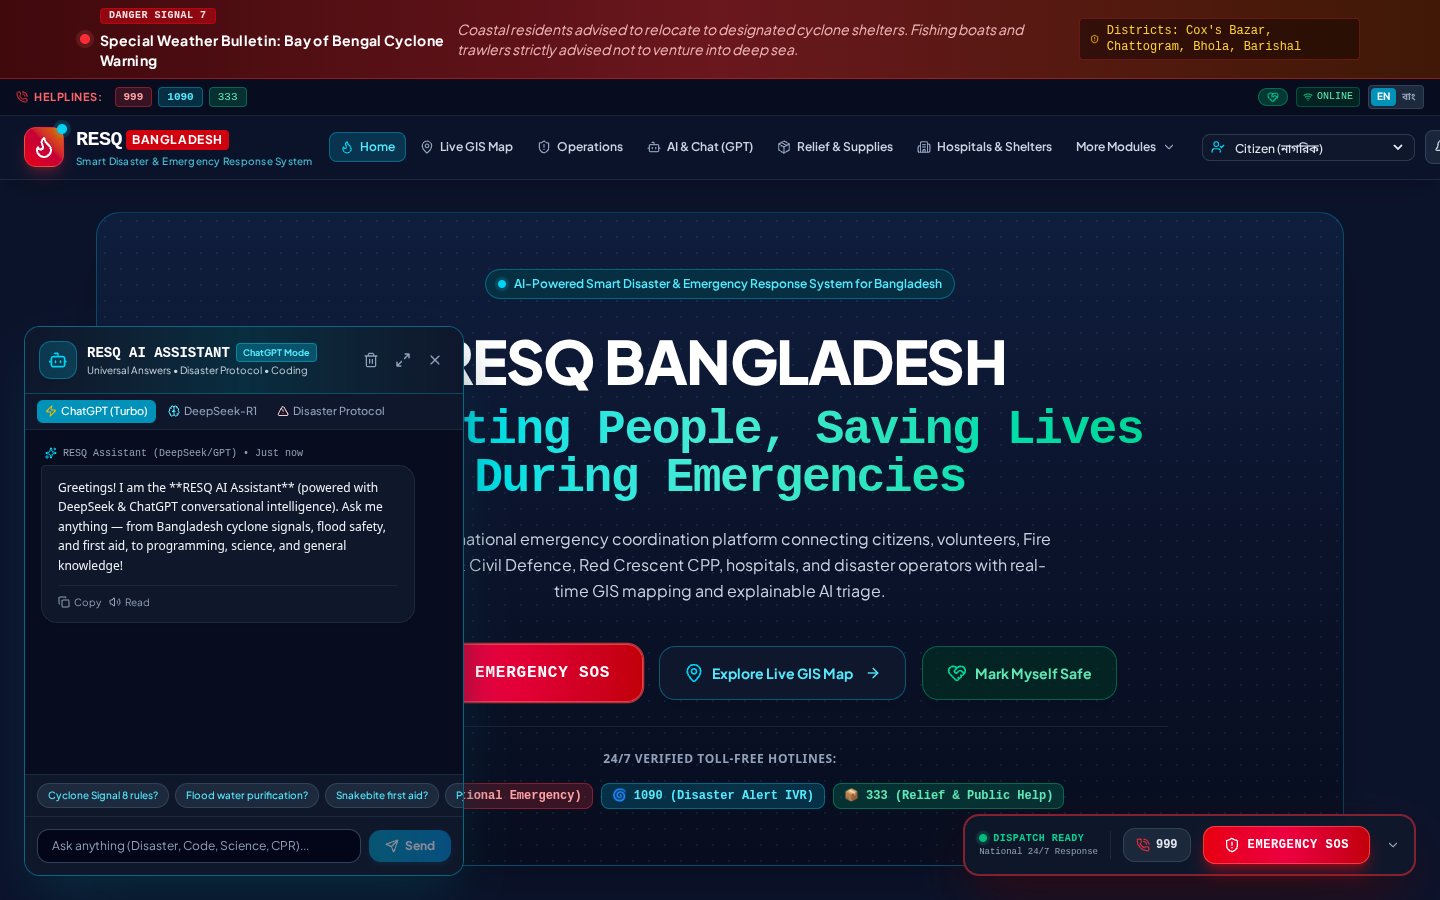 DANGER SIGNAL 7
Special Weather Bulletin: Bay of Bengal Cyclone
Warning
Coastal residents advised to relocate to designated cyclone shelters. Fishing boats and
trawlers strictly advised not to venture into deep sea.
Districts: Cox's Bazar,
Chattogram, Bhola, Barishal
HELPLINES: 999 1090 333
ONLINE EN বাং
RESQ BANGLADESH
Smart Disaster & Emergency Response System
Home Live GIS Map Operations AI & Chat (GPT) Relief & Supplies Hospitals & Shelters More Modules Citizen (নাগরিক)
AI-Powered Smart Disaster & Emergency Response System for Bangladesh
RESQ BANGLADESH
ting People, Saving Lives
During Emergencies
national emergency coordination platform connecting citizens, volunteers, Fire
Civil Defence, Red Crescent CPP, hospitals, and disaster operators with real-
time GIS mapping and explainable AI triage.
EMERGENCY SOS Explore Live GIS Map Mark Myself Safe
24/7 VERIFIED TOLL-FREE HOTLINES:
tional Emergency) 1090 (Disaster Alert IVR) 333 (Relief & Public Help)
RESQ AI ASSISTANT ChatGPT Mode
Universal Answers • Disaster Protocol • Coding
ChatGPT (Turbo) DeepSeek-R1 Disaster Protocol
RESQ Assistant (DeepSeek/GPT) • Just now
Greetings! I am the **RESQ AI Assistant** (powered with
DeepSeek & ChatGPT conversational intelligence). Ask me
anything — from Bangladesh cyclone signals, flood safety,
and first aid, to programming, science, and general
knowledge!
Copy Read
Cyclone Signal 8 rules? Flood water purification? Snakebite first aid?
Ask anything (Disaster, Code, Science, CPR)... Send
DISPATCH READY
National 24/7 Response
999 EMERGENCY SOS